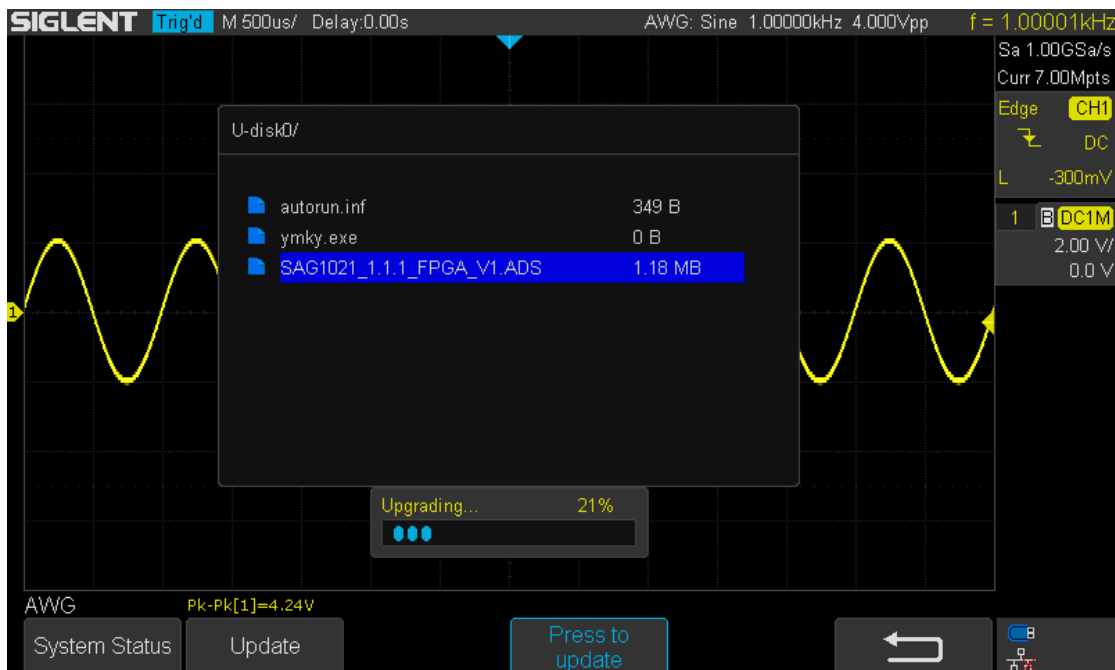 SIGLENT Trig'd M 500us/ Delay:0.00s AWG: Sine 1.00000kHz 4.000Vpp f = 1.00001kHz
Sa 1.00GSa/s
Curr 7.00Mpts
Edge CH1
DC
L -300mV
1 B DC1M
2.00 V/
0.0 V
U-disk0/
autorun.inf 349 B
ymky.exe 0 B
SAG1021_1.1.1_FPGA_V1.ADS 1.18 MB
1
Upgrading... 21%
AWG Pk-Pk[1]=4.24V
System Status Update Press to
update